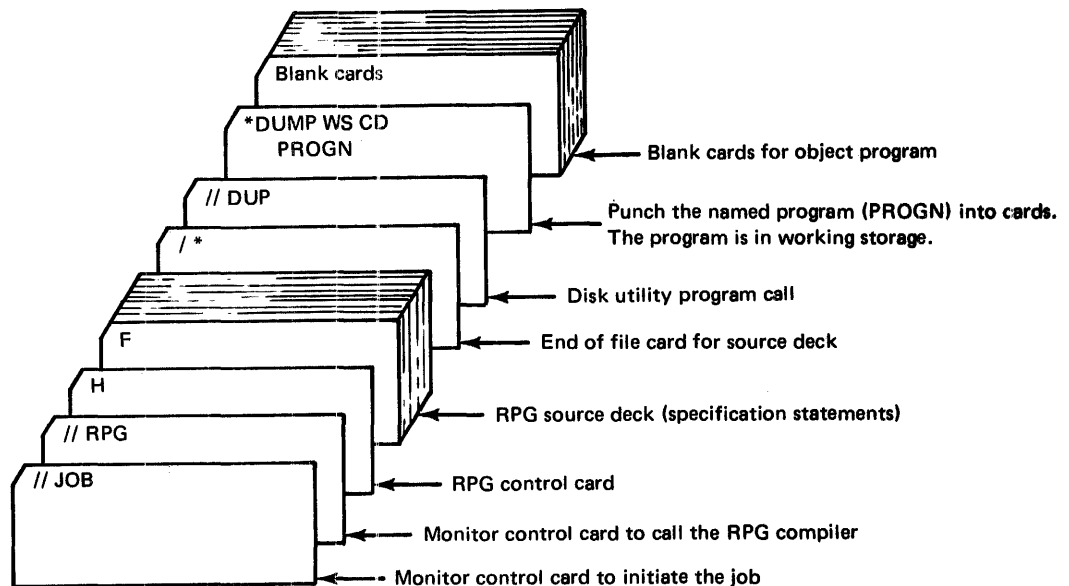 Blank cards
*DUMP WS CD
PROGN
Blank cards for object program
// DUP
Punch the named program (PROGN) into cards.
The program is in working storage.
/ *
Disk utility program call
F
End of file card for source deck
H
RPG source deck (specification statements)
// RPG
RPG control card
// JOB
Monitor control card to call the RPG compiler
Monitor control card to initiate the job